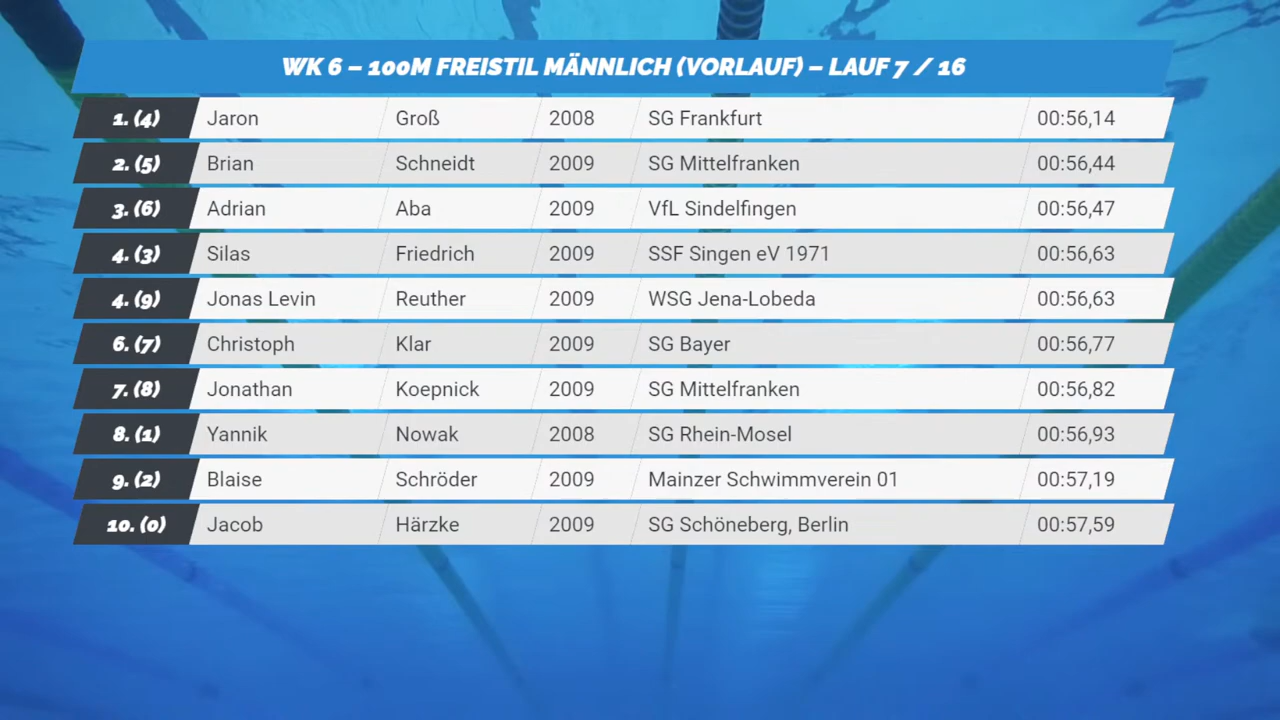 WK 6 – 100M FREISTIL MÄNNLICH (VORLAUF) – LAUF 7 / 16
1. (4) Jaron Groß 2008 SG Frankfurt 00:56,14
2. (5) Brian Schneidt 2009 SG Mittelfranken 00:56,44
3. (6) Adrian Aba 2009 VfL Sindelfingen 00:56,47
4. (3) Silas Friedrich 2009 SSF Singen eV 1971 00:56,63
4. (9) Jonas Levin Reuther 2009 WSG Jena-Lobeda 00:56,63
6. (7) Christoph Klar 2009 SG Bayer 00:56,77
7. (8) Jonathan Koepnick 2009 SG Mittelfranken 00:56,82
8. (1) Yannik Nowak 2008 SG Rhein-Mosel 00:56,93
9. (2) Blaise Schröder 2009 Mainzer Schwimmverein 01 00:57,19
10. (0) Jacob Härzke 2009 SG Schöneberg, Berlin 00:57,59